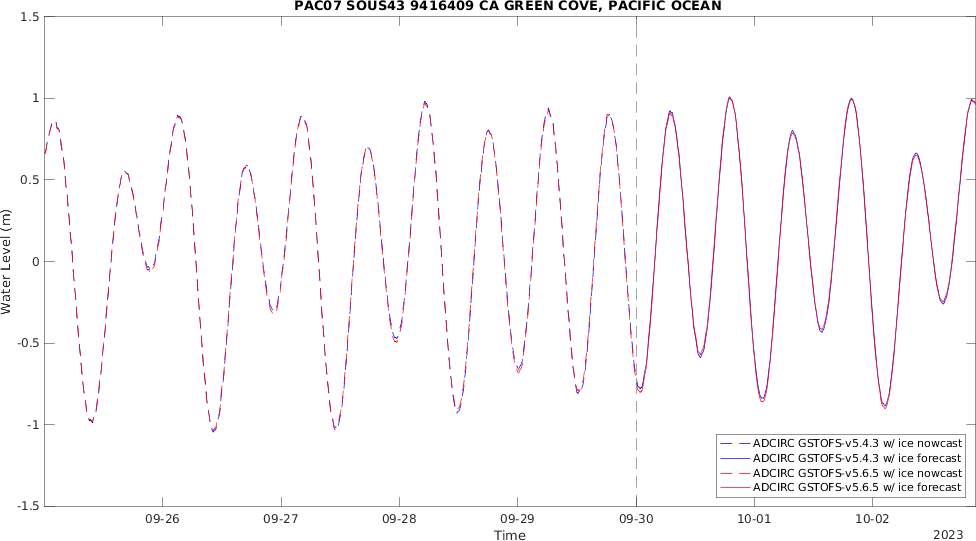 PAC07 SOUS43 9416409 CA GREEN COVE, PACIFIC OCEAN
1.5
1
0.5
0
-0.5
-1
-1.5
Water Level (m)
ADCIRC GSTOFS-v5.4.3 w/ ice nowcast
ADCIRC GSTOFS-v5.4.3 w/ ice forecast
ADCIRC GSTOFS-v5.6.5 w/ ice nowcast
ADCIRC GSTOFS-v5.6.5 w/ ice forecast
09-26 09-27 09-28 09-29 09-30 10-01 10-02
Time
2023